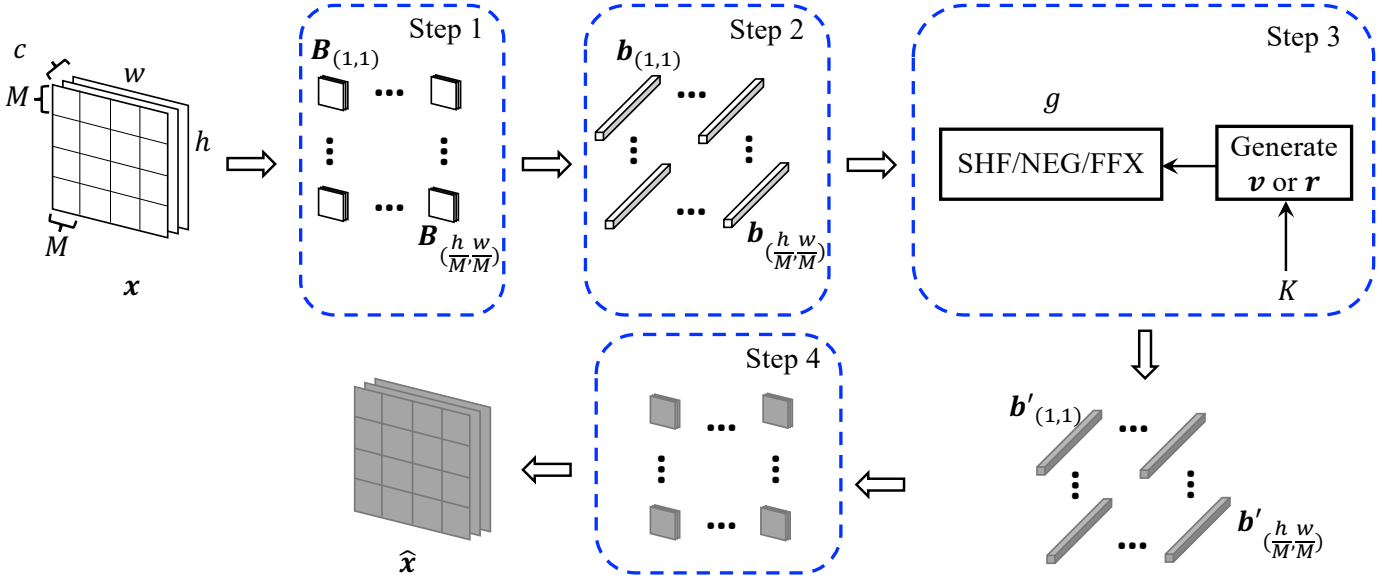 c
w
M
h
M
x
Step 1
B(1,1)
B(h/M,w/M)
Step 2
b(1,1)
b(h/M,w/M)
Step 3
g
SHF/NEG/FFX
Generate
v or r
K
b′(1,1)
b′(h/M,w/M)
Step 4
x̂